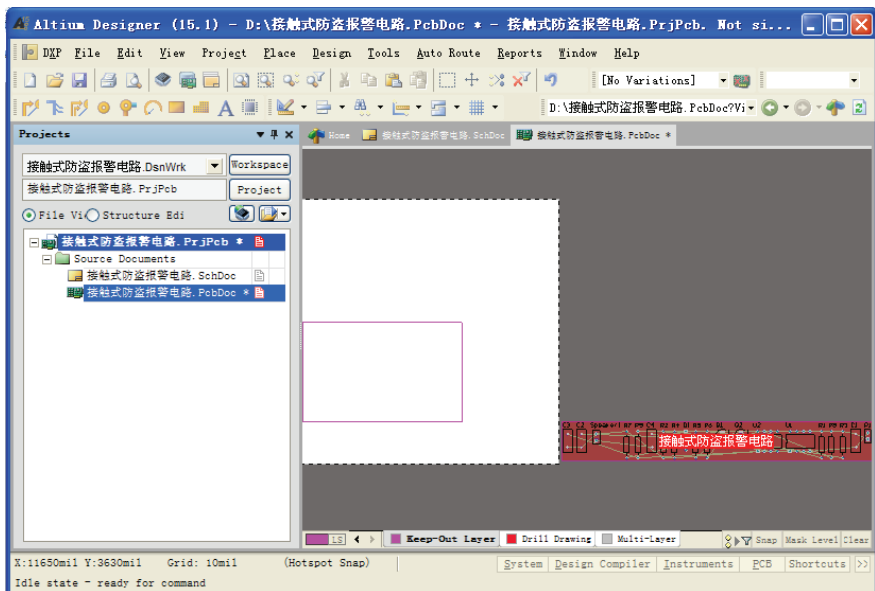 Altium Designer (15.1) - D:\接触式防盗报警电路.PcbDoc * - 接触式防盗报警电路.PrjPcb. Not si...
DXP File Edit View Project Place Design Tools Auto Route Reports Window Help
[No Variations]
D:\接触式防盗报警电路.PcbDoc?Vi
Projects
Home 接触式防盗报警电路.SchDoc 接触式防盗报警电路.PcbDoc *
接触式防盗报警电路.DsnWrk Workspace
接触式防盗报警电路.PrjPcb Project
File Vi Structure Edi
接触式防盗报警电路.PrjPcb *
Source Documents
接触式防盗报警电路.SchDoc
接触式防盗报警电路.PcbDoc *
接触式防盗报警电路
LS Keep-Out Layer Drill Drawing Multi-Layer Snap Mask Level Clear
X:11650mil Y:3630mil Grid: 10mil (Hotspot Snap) System Design Compiler Instruments PCB Shortcuts >>
Idle state - ready for command